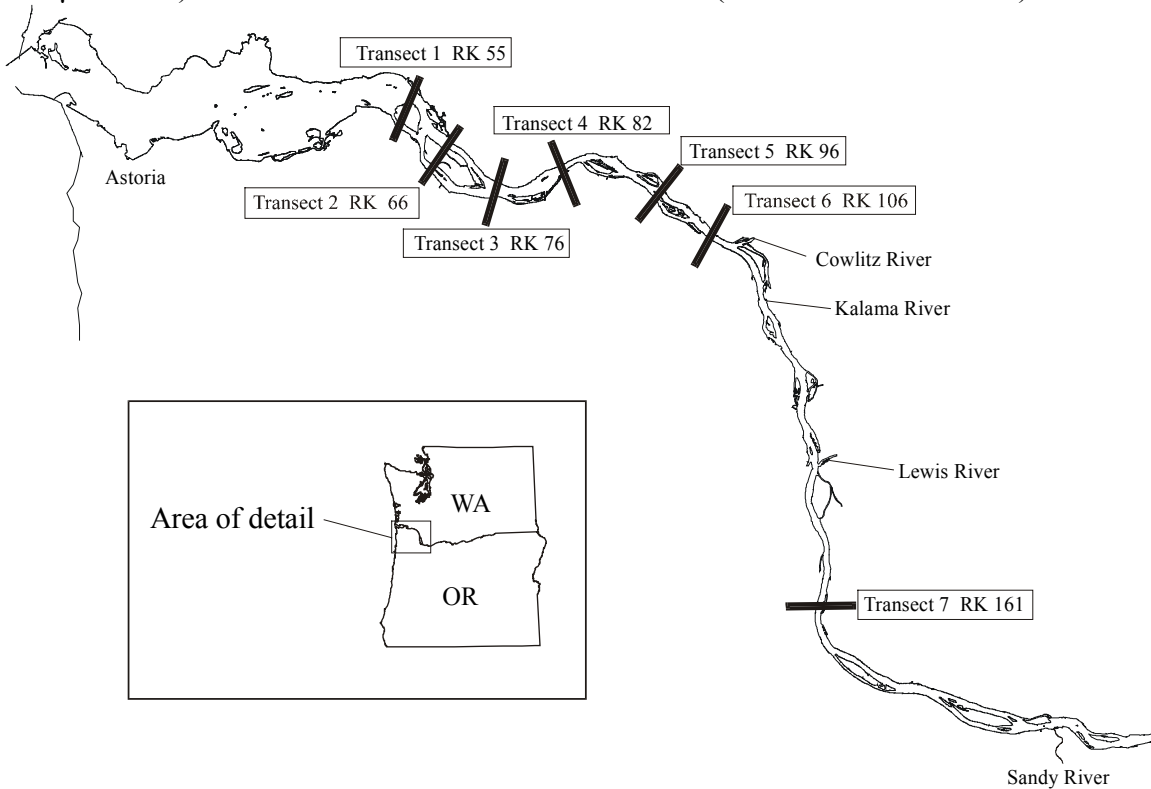 Transect 1 RK 55
Transect 4 RK 82
Transect 5 RK 96
Astoria
Transect 2 RK 66
Transect 6 RK 106
Transect 3 RK 76
Cowlitz River
Kalama River
Lewis River
WA
Area of detail
OR
Transect 7 RK 161
Sandy River